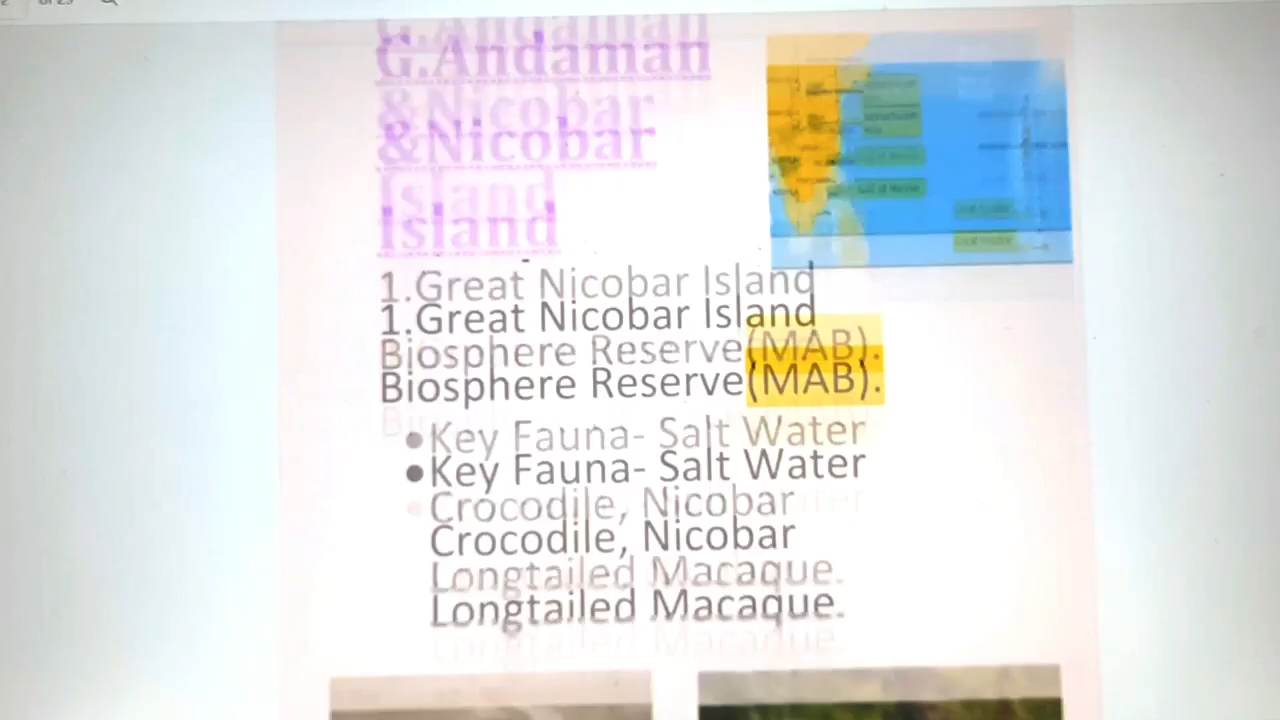 G.Andaman
&Nicobar
Island
1.Great Nicobar Island
Biosphere Reserve(MAB).
•Key Fauna- Salt Water
Crocodile, Nicobar
Longtailed Macaque.